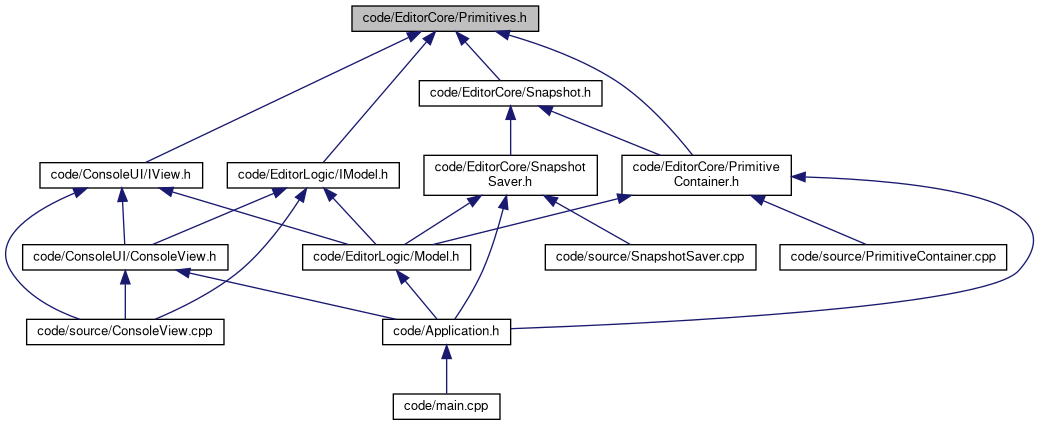 code/EditorCore/Primitives.h
code/EditorCore/Snapshot.h
code/ConsoleUI/IView.h
code/EditorLogic/IModel.h
code/EditorCore/Snapshot
Saver.h
code/EditorCore/Primitive
Container.h
code/ConsoleUI/ConsoleView.h
code/EditorLogic/Model.h
code/source/SnapshotSaver.cpp
code/source/PrimitiveContainer.cpp
code/source/ConsoleView.cpp
code/Application.h
code/main.cpp